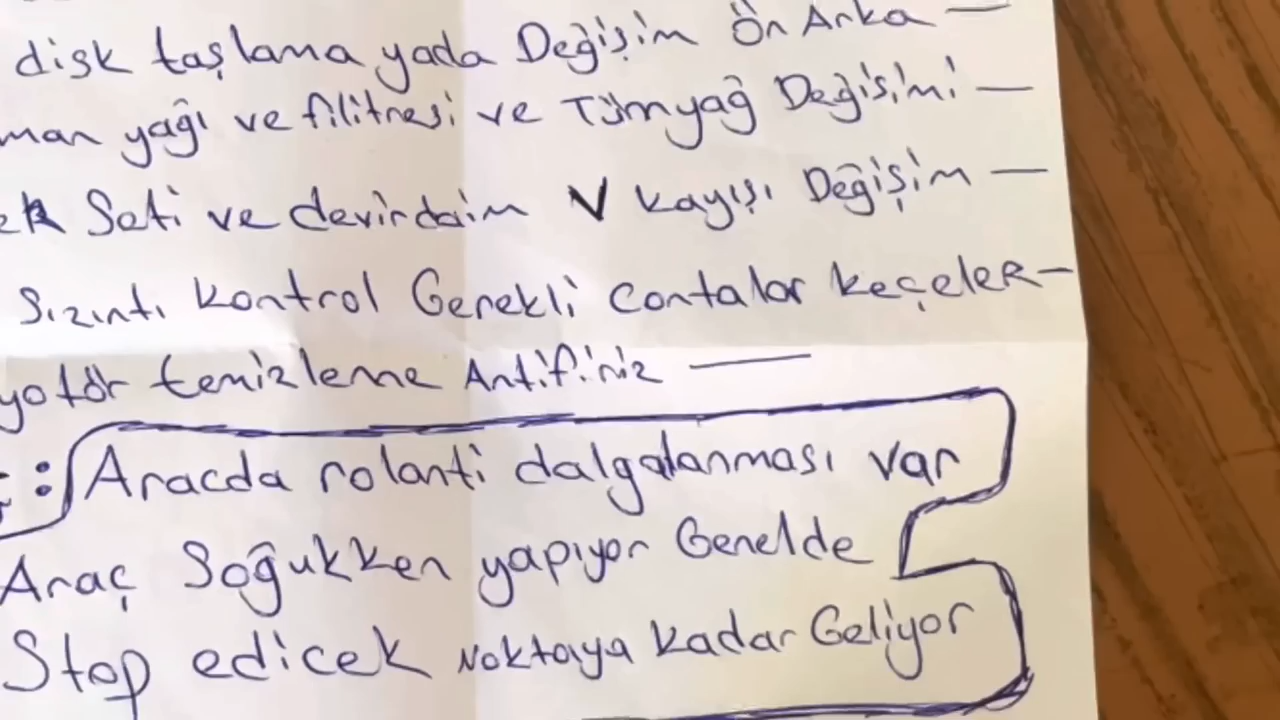 disk taşlama yada Değişim Ön Arka —
man yağı ve filitresi ve Tümyağ Değişimi —
ek Seti ve devirdaim V kayışı Değişim —
Sızıntı kontrol Gerekli contalar keçeler —
yotör temizleme Antifiriz —
: Aracda rolanti dalgalanması var
Araç Soğukken yapıyor Genelde
Stop edicek Noktaya kadar Geliyor